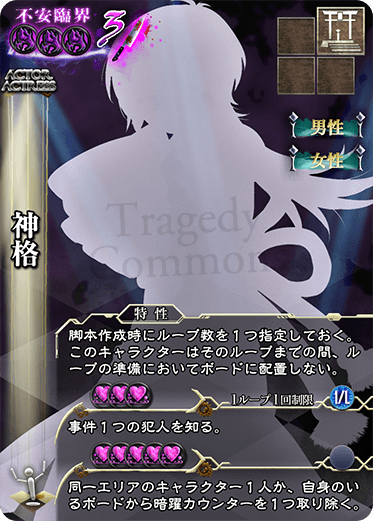 不安臨界
3
ACTOR
ACTRESS
男性
女性
神格
Tragedy
Commons
特性
脚本作成時にループ数を1つ指定しておく。
このキャラクターはそのループまでの間、ル
ープの準備においてボードに配置しない。
1ループ1回制限
1/L
事件1つの犯人を知る。
同一エリアのキャラクター1人か、自身のい
るボードから暗躍カウンターを1つ取り除く。